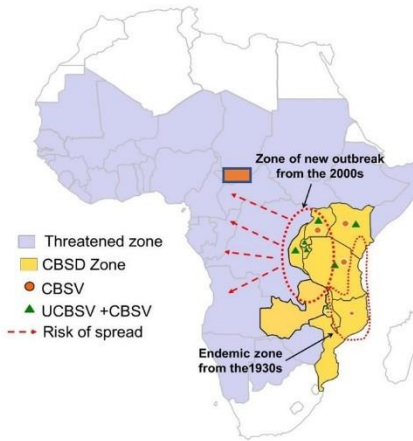 Zone of new outbreak
from the 2000s
Threatened zone
CBSD Zone
CBSV
UCBSV +CBSV
Risk of spread
Endemic zone
from the1930s